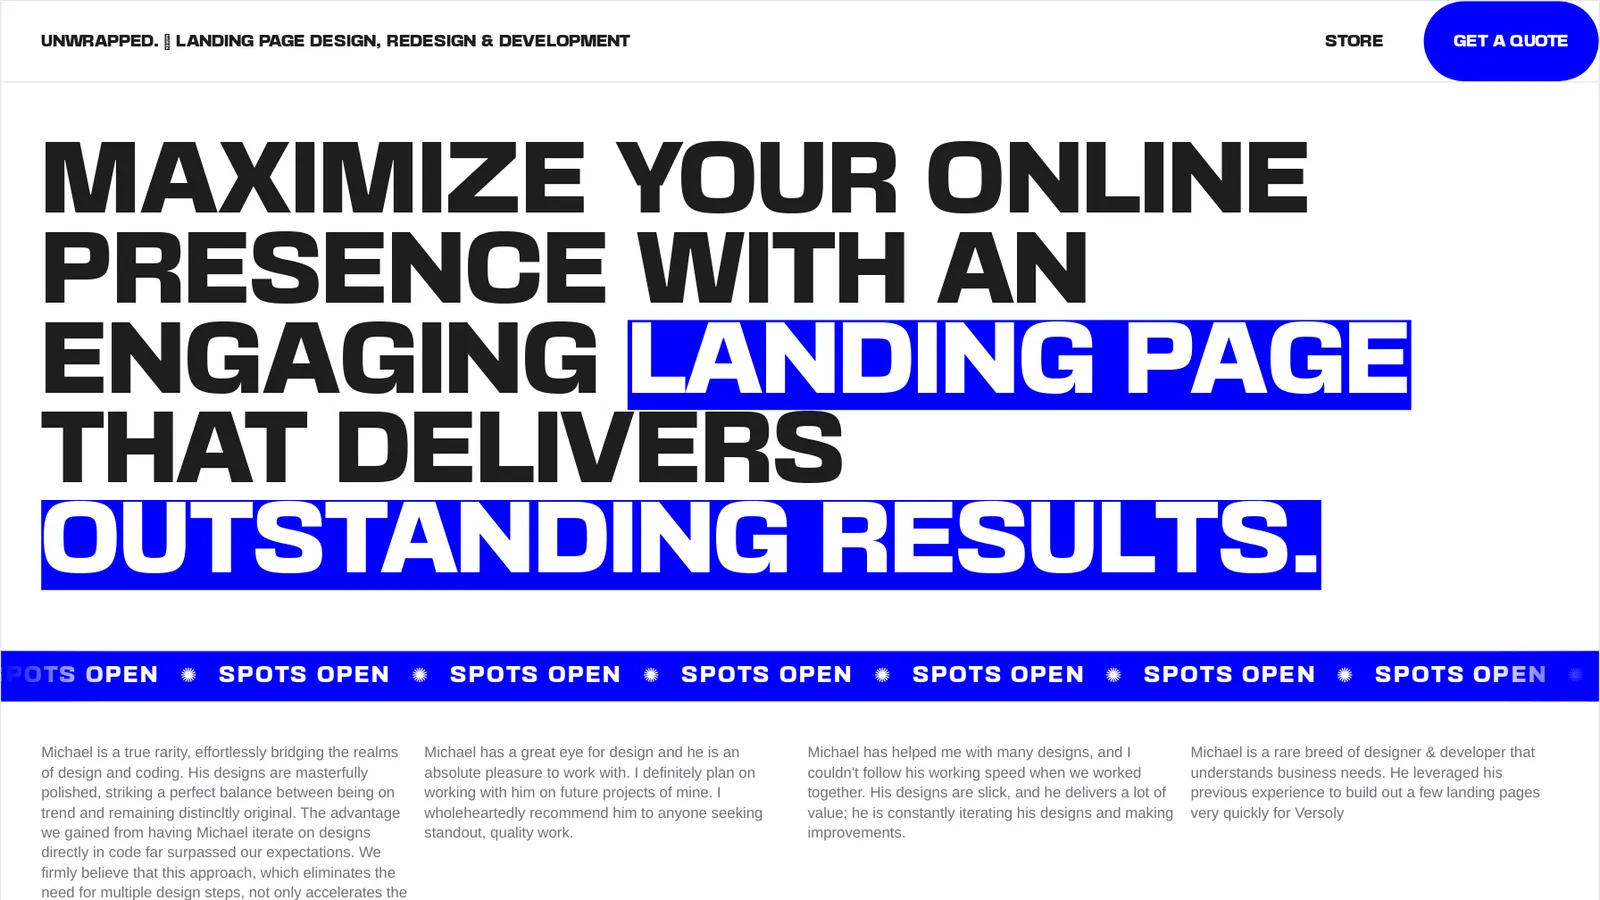 UNWRAPPED. LANDING PAGE DESIGN, REDESIGN & DEVELOPMENT
STORE
GET A QUOTE
MAXIMIZE YOUR ONLINE
PRESENCE WITH AN
ENGAGING LANDING PAGE
THAT DELIVERS
OUTSTANDING RESULTS.
SPOTS OPEN SPOTS OPEN SPOTS OPEN SPOTS OPEN SPOTS OPEN SPOTS OPEN SPOTS OPEN
Michael is a true rarity, effortlessly bridging the realms
of design and coding. His designs are masterfully
polished, striking a perfect balance between being on
trend and remaining distincltly original. The advantage
we gained from having Michael iterate on designs
directly in code far surpassed our expectations. We
firmly believe that this approach, which eliminates the
need for multiple design steps, not only accelerates the
Michael has a great eye for design and he is an
absolute pleasure to work with. I definitely plan on
working with him on future projects of mine. I
wholeheartedly recommend him to anyone seeking
standout, quality work.
Michael has helped me with many designs, and I
couldn't follow his working speed when we worked
together. His designs are slick, and he delivers a lot of
value; he is constantly iterating his designs and making
improvements.
Michael is a rare breed of designer & developer that
understands business needs. He leveraged his
previous experience to build out a few landing pages
very quickly for Versoly